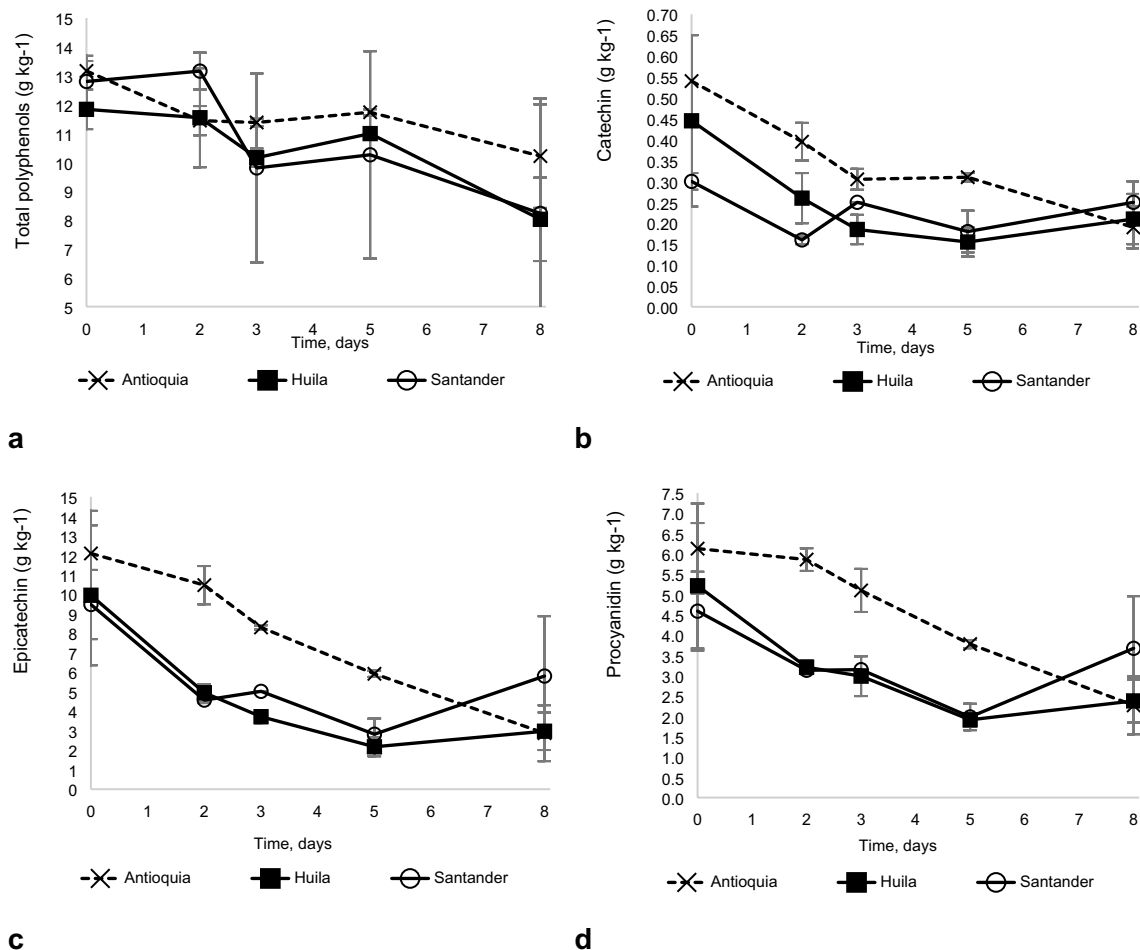 Total polyphenols (g kg-1)
15
14
13
12
11
10
9
8
7
6
5
0 1 2 3 4 5 6 7 8
Time, days
Antioquia Huila Santander
a
Catechin (g kg-1)
0.70
0.65
0.60
0.55
0.50
0.45
0.40
0.35
0.30
0.25
0.20
0.15
0.10
0.05
0.00
0 1 2 3 4 5 6 7 8
Time, days
Antioquia Huila Santander
b
Epicatechin (g kg-1)
15
14
13
12
11
10
9
8
7
6
5
4
3
2
1
0
0 1 2 3 4 5 6 7 8
Time, days
Antioquia Huila Santander
c
Procyanidin (g kg-1)
7.5
7.0
6.5
6.0
5.5
5.0
4.5
4.0
3.5
3.0
2.5
2.0
1.5
1.0
0.5
0.0
0 1 2 3 4 5 6 7 8
Time, days
Antioquia Huila Santander
d